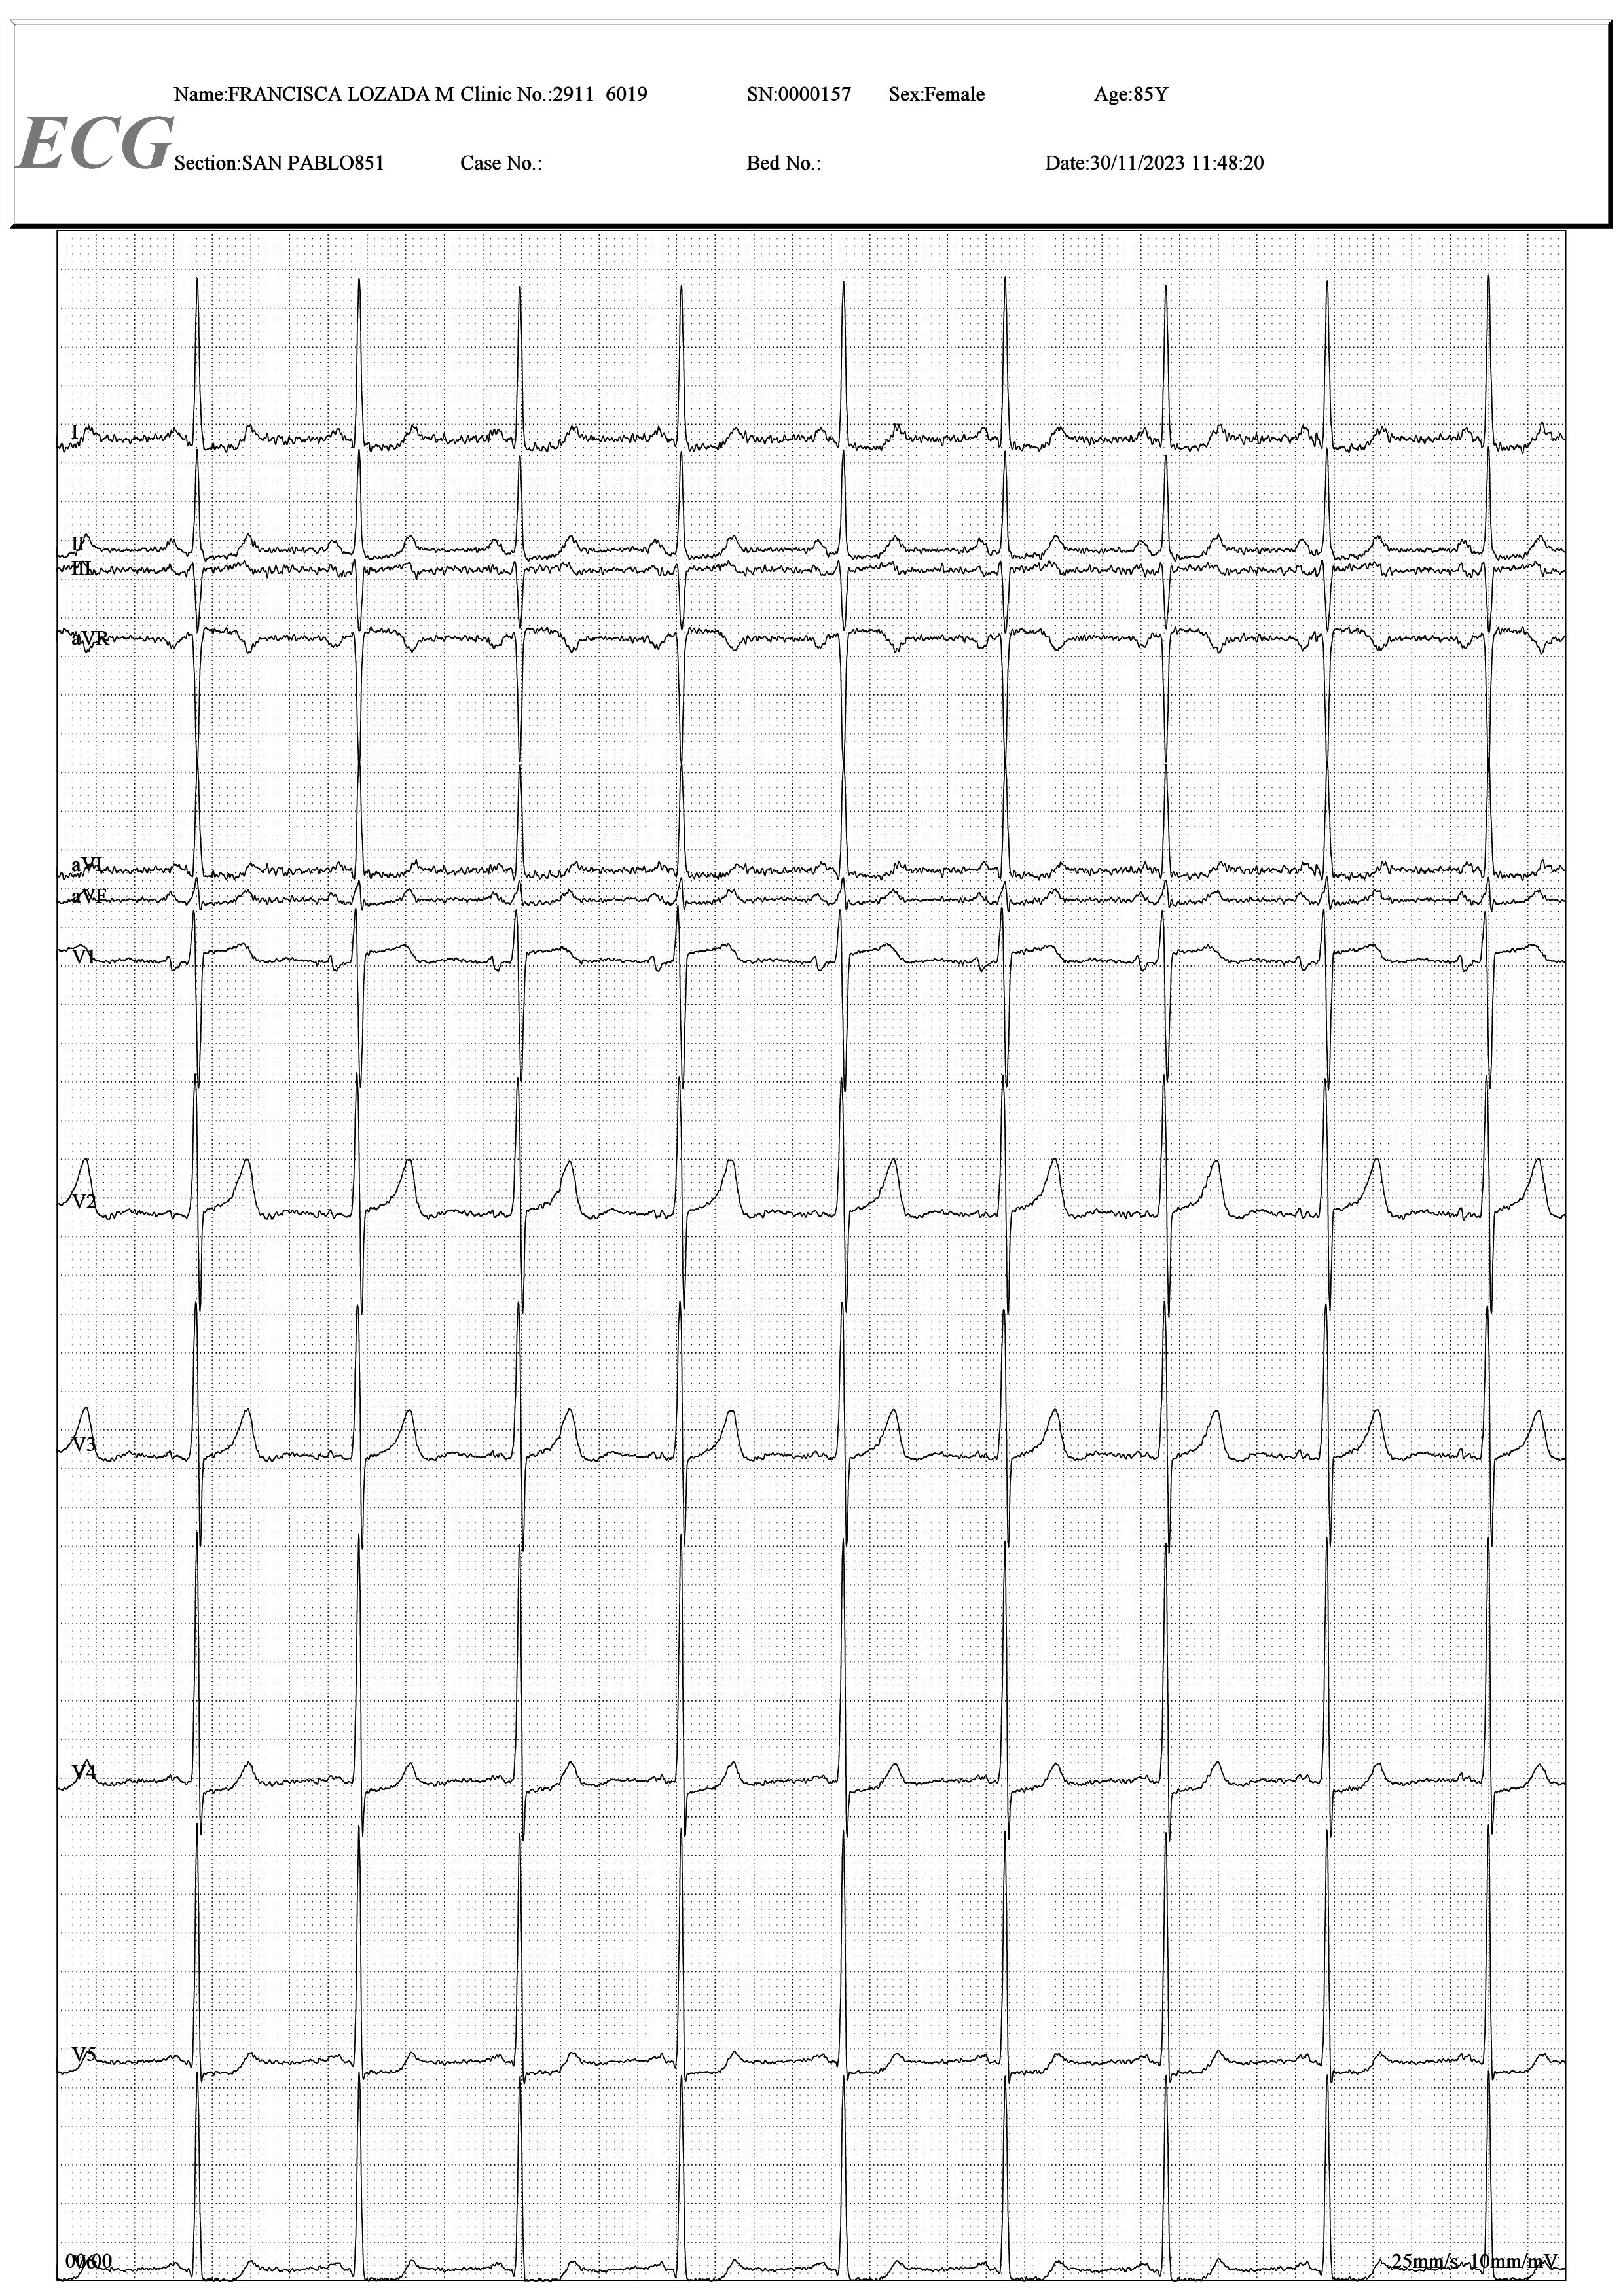 Name:FRANCISCA LOZADA M Clinic No.:2911 6019 SN:0000157 Sex:Female Age:85Y
ECG
Section:SAN PABLO851 Case No.: Bed No.: Date:30/11/2023 11:48:20
I
II
III
aVR
aVL
aVF
V1
V2
V3
V4
V5
25mm/s 10mm/mV